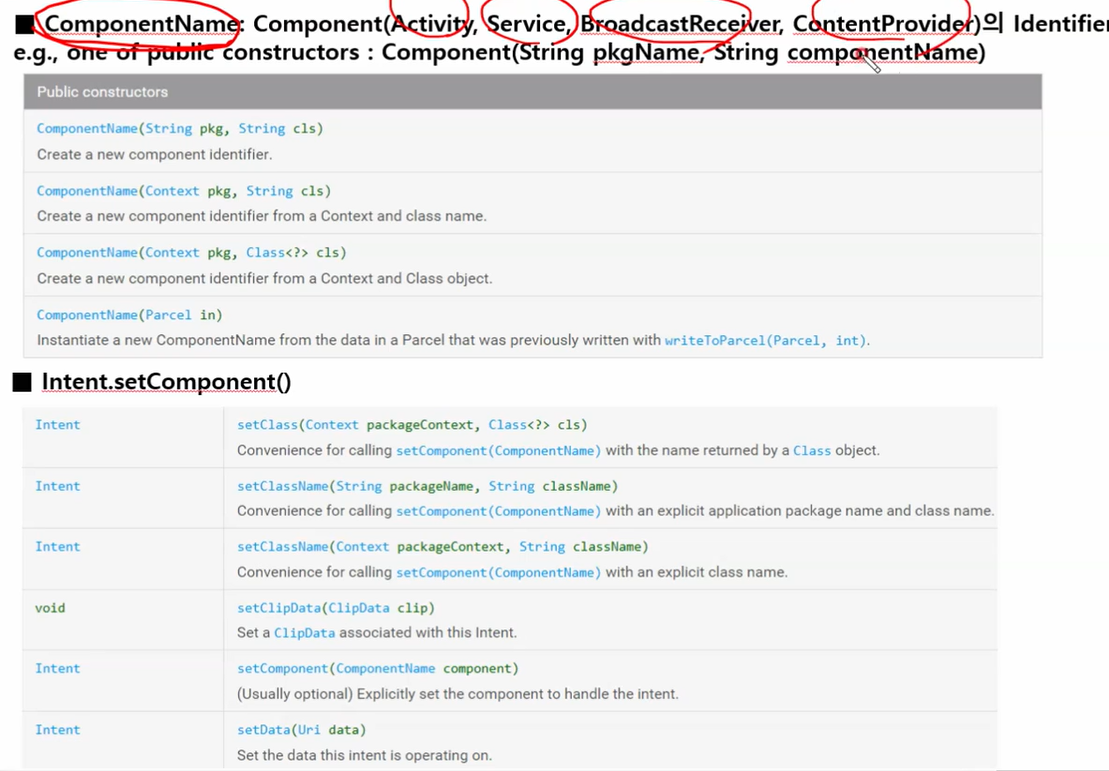 ■ ComponentName: Component(Activity, Service, BroadcastReceiver, ContentProvider)의 Identifier
e.g., one of public constructors : Component(String pkgName, String componentName)
Public constructors
ComponentName(String pkg, String cls)
Create a new component identifier.
ComponentName(Context pkg, String cls)
Create a new component identifier from a Context and class name.
ComponentName(Context pkg, Class<?> cls)
Create a new component identifier from a Context and Class object.
ComponentName(Parcel in)
Instantiate a new ComponentName from the data in a Parcel that was previously written with writeToParcel(Parcel, int).
■ Intent.setComponent()
Intent setClass(Context packageContext, Class<?> cls)
Convenience for calling setComponent(ComponentName) with the name returned by a Class object.
Intent setClassName(String packageName, String className)
Convenience for calling setComponent(ComponentName) with an explicit application package name and class name.
Intent setClassName(Context packageContext, String className)
Convenience for calling setComponent(ComponentName) with an explicit class name.
void setClipData(ClipData clip)
Set a ClipData associated with this Intent.
Intent setComponent(ComponentName component)
(Usually optional) Explicitly set the component to handle the intent.
Intent setData(Uri data)
Set the data this intent is operating on.